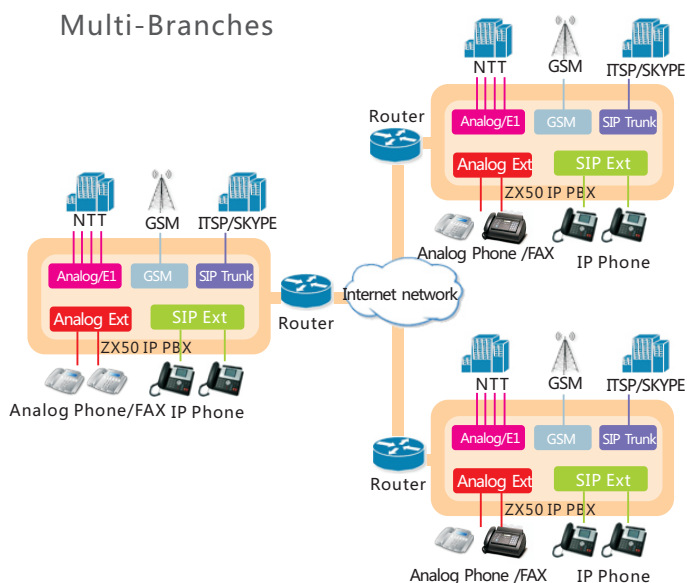 Multi-Branches
NTT
GSM
ITSP/SKYPE
Analog/E1
GSM
SIP Trunk
Analog Ext
SIP Ext
ZX50 IP PBX
Analog Phone/FAX
IP Phone
Router
Internet network
Router
NTT
GSM
ITSP/SKYPE
Analog/E1
GSM
SIP Trunk
Analog Ext
SIP Ext
ZX50 IP PBX
Analog Phone /FAX
IP Phone
Router
NTT
GSM
ITSP/SKYPE
Analog/E1
GSM
SIP Trunk
Analog Ext
SIP Ext
ZX50 IP PBX
Analog Phone /FAX
IP Phone